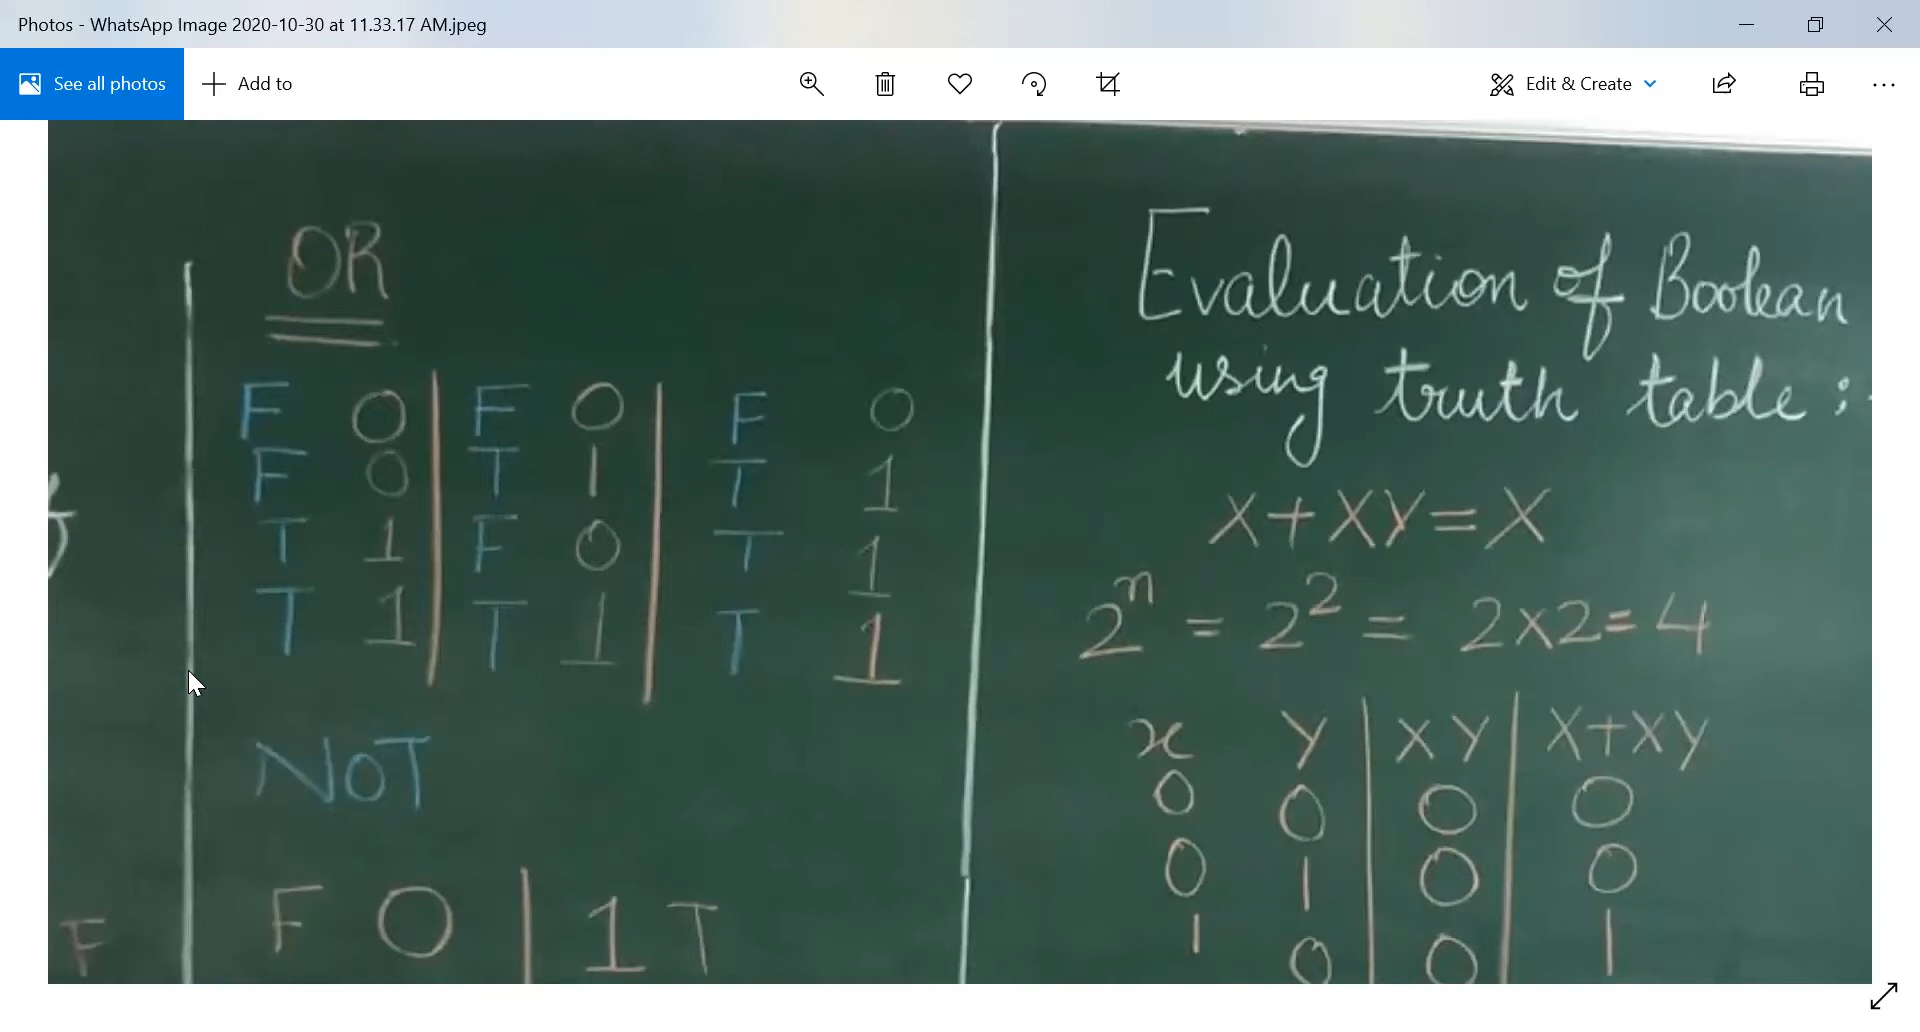 Photos - WhatsApp Image 2020-10-30 at 11.33.17 AM.jpeg
See all photos
Add to
Edit & Create
OR
F 0 | F 0 | F 0
F 0 | T 1 | T 1
T 1 | F 0 | T 1
T 1 | T 1 | T 1
NOT
F 0 | 1 T
F
Evaluation of Boolean
using truth table :-
X+XY=X
2ⁿ = 2² = 2×2=4
x Y | XY | X+XY
0 0 | 0 | 0
0 1 | 0 | 0
1 0 | 0 | 1